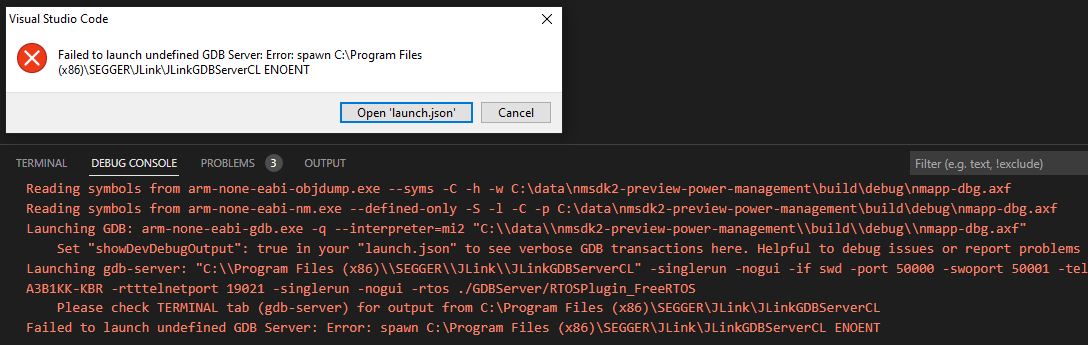 Visual Studio Code
Failed to launch undefined GDB Server: Error: spawn C:\Program Files
(x86)\SEGGER\JLink\JLinkGDBServerCL ENOENT
Open 'launch.json'
Cancel
TERMINAL
DEBUG CONSOLE
PROBLEMS
3
OUTPUT
Filter (e.g. text, !exclude)
Reading symbols from arm-none-eabi-objdump.exe --syms -C -h -w C:\data\nmsdk2-preview-power-management\build\debug\nmapp-dbg.axf
Reading symbols from arm-none-eabi-nm.exe --defined-only -S -l -C -p C:\data\nmsdk2-preview-power-management\build\debug\nmapp-dbg.axf
Launching GDB: arm-none-eabi-gdb.exe -q --interpreter=mi2 "C:\\data\\nmsdk2-preview-power-management\\build\\debug\\nmapp-dbg.axf"
Set "showDevDebugOutput": true in your "launch.json" to see verbose GDB transactions here. Helpful to debug issues or report problems
Launching gdb-server: "C:\\Program Files (x86)\\SEGGER\\JLink\\JLinkGDBServerCL" -singlerun -nogui -if swd -port 50000 -swoport 50001 -tel
A3B1KK-KBR -rtttelnetport 19021 -singlerun -nogui -rtos ./GDBServer/RTOSPlugin_FreeRTOS
Please check TERMINAL tab (gdb-server) for output from C:\Program Files (x86)\SEGGER\JLink\JLinkGDBServerCL
Failed to launch undefined GDB Server: Error: spawn C:\Program Files (x86)\SEGGER\JLink\JLinkGDBServerCL ENOENT